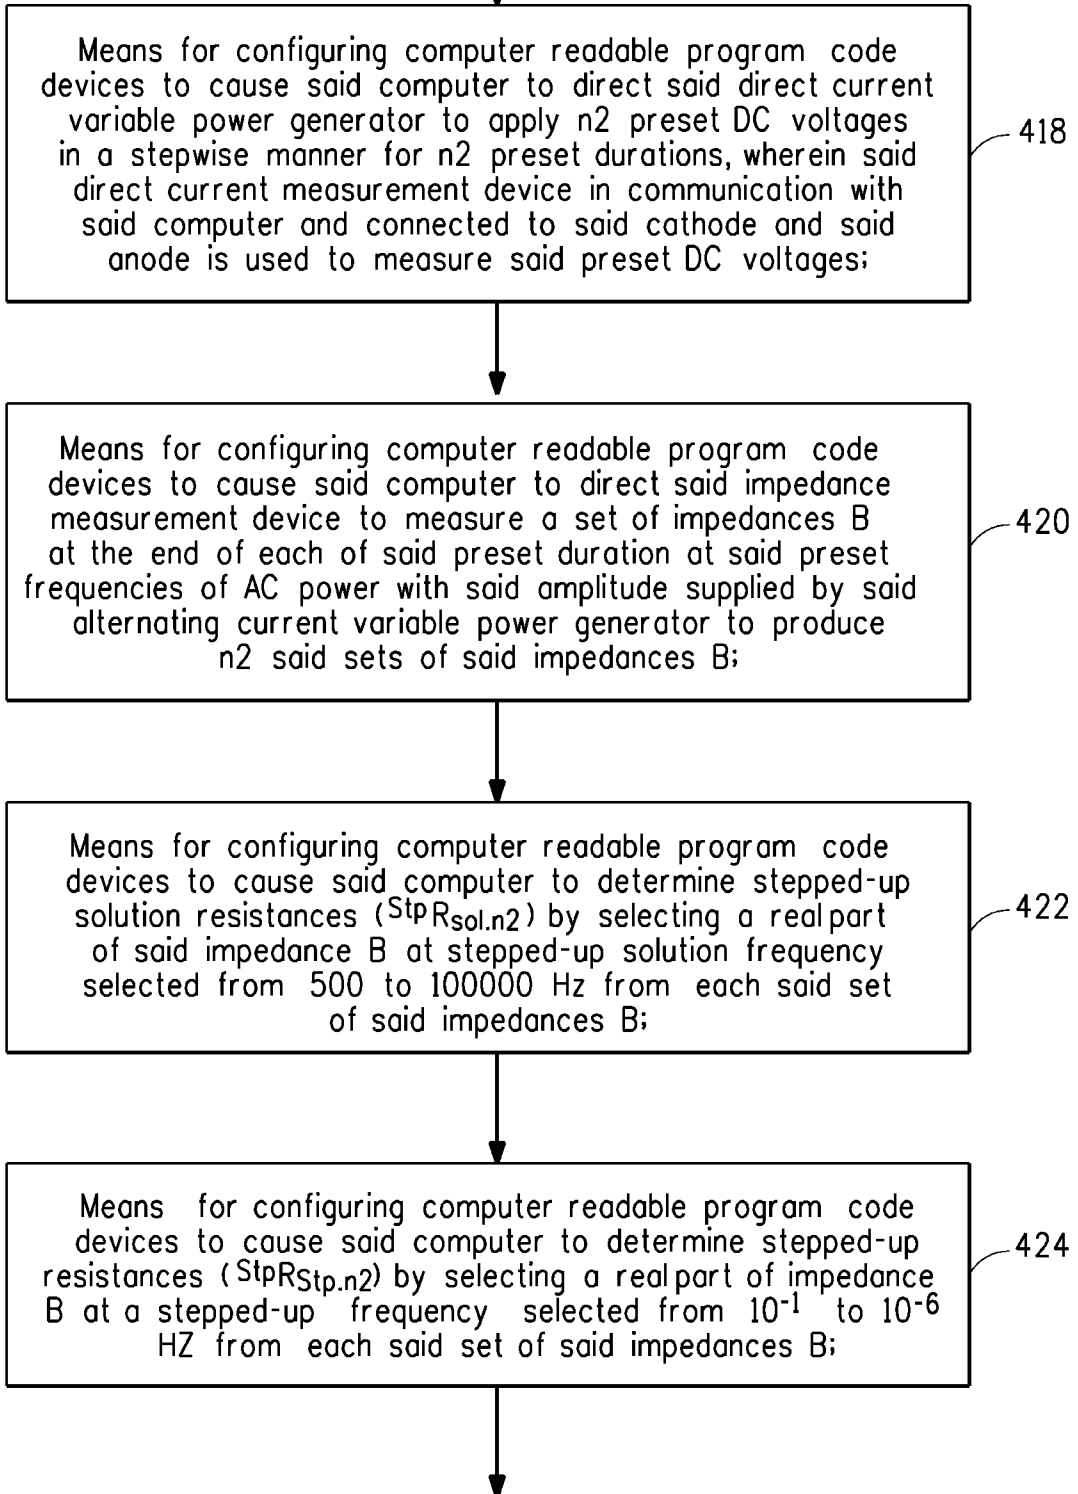 Means for configuring computer readable program code
devices to cause said computer to direct said direct current
variable power generator to apply n2 preset DC voltages
in a stepwise manner for n2 preset durations, wherein said
direct current measurement device in communication with
said computer and connected to said cathode and said
anode is used to measure said preset DC voltages;
418
Means for configuring computer readable program code
devices to cause said computer to direct said impedance
measurement device to measure a set of impedances B
at the end of each of said preset duration at said preset
frequencies of AC power with said amplitude supplied by said
alternating current variable power generator to produce
n2 said sets of said impedances B;
420
Means for configuring computer readable program code
devices to cause said computer to determine stepped-up
solution resistances (StpRsol.n2) by selecting a real part
of said impedance B at stepped-up solution frequency
selected from 500 to 100000 Hz from each said set
of said impedances B;
422
Means for configuring computer readable program code
devices to cause said computer to determine stepped-up
resistances (StpRStp.n2) by selecting a real part of impedance
B at a stepped-up frequency selected from 10⁻¹ to 10⁻⁶
HZ from each said set of said impedances B;
424